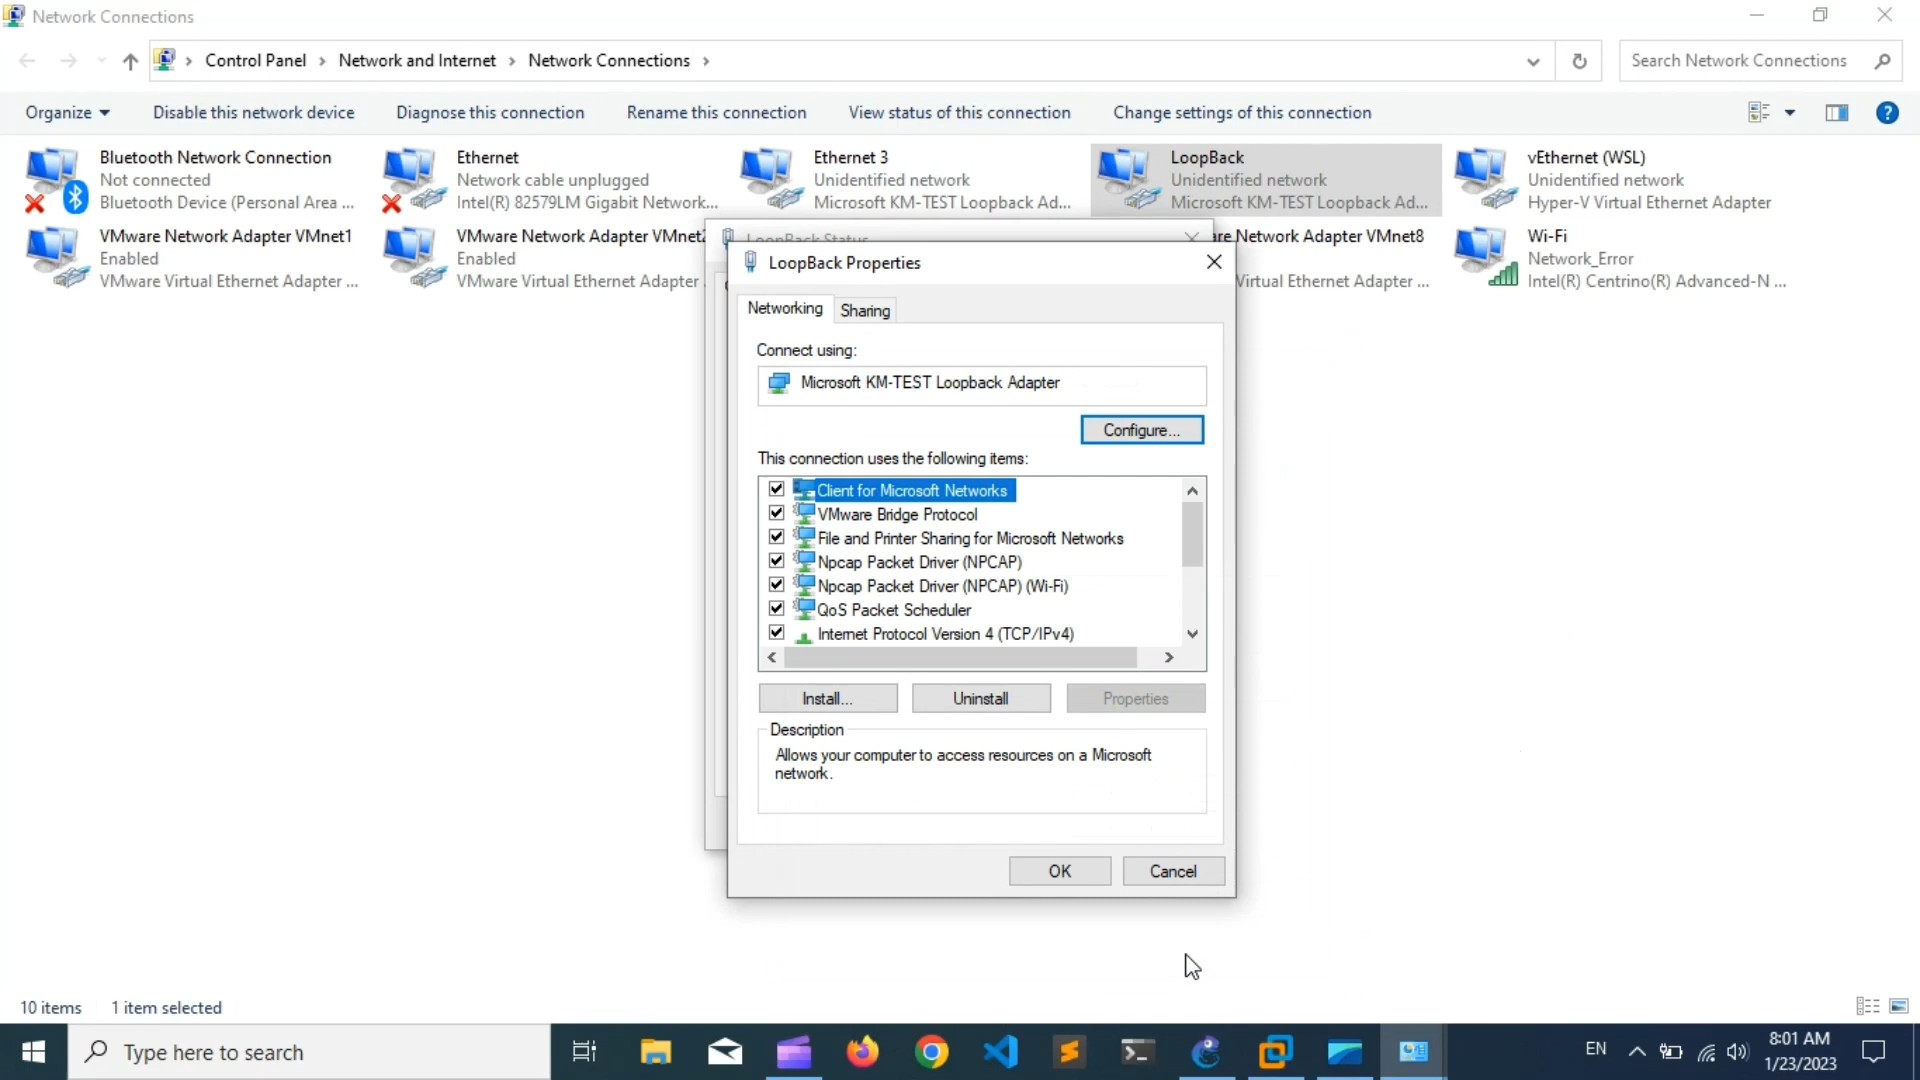 Network Connections
Control Panel > Network and Internet > Network Connections >
Search Network Connections
Organize
Disable this network device
Diagnose this connection
Rename this connection
View status of this connection
Change settings of this connection
Bluetooth Network Connection
Not connected
Bluetooth Device (Personal Area ...
Ethernet
Network cable unplugged
Intel(R) 82579LM Gigabit Network...
Ethernet 3
Unidentified network
Microsoft KM-TEST Loopback Ad...
LoopBack
Unidentified network
Microsoft KM-TEST Loopback Ad...
vEthernet (WSL)
Unidentified network
Hyper-V Virtual Ethernet Adapter
VMware Network Adapter VMnet1
Enabled
VMware Virtual Ethernet Adapter ...
VMware Network Adapter VMnet2
Enabled
VMware Virtual Ethernet Adapter
Network Adapter VMnet8
Virtual Ethernet Adapter ...
Wi-Fi
Network_Error
Intel(R) Centrino(R) Advanced-N ...
LoopBack Status
LoopBack Properties
Networking
Sharing
Connect using:
Microsoft KM-TEST Loopback Adapter
Configure...
This connection uses the following items:
Client for Microsoft Networks
VMware Bridge Protocol
File and Printer Sharing for Microsoft Networks
Npcap Packet Driver (NPCAP)
Npcap Packet Driver (NPCAP) (Wi-Fi)
QoS Packet Scheduler
Internet Protocol Version 4 (TCP/IPv4)
Install...
Uninstall
Properties
Description
Allows your computer to access resources on a Microsoft
network.
OK
Cancel
10 items
1 item selected
Type here to search
EN
8:01 AM
1/23/2023